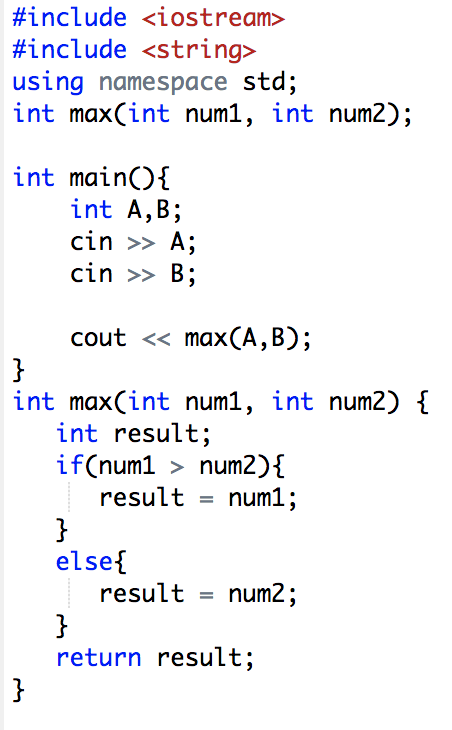 #include <iostream>
#include <string>
using namespace std;
int max(int num1, int num2);

int main(){
    int A,B;
    cin >> A;
    cin >> B;

    cout << max(A,B);
}
int max(int num1, int num2) {
   int result;
   if(num1 > num2){
      result = num1;
   }
   else{
      result = num2;
   }
   return result;
}